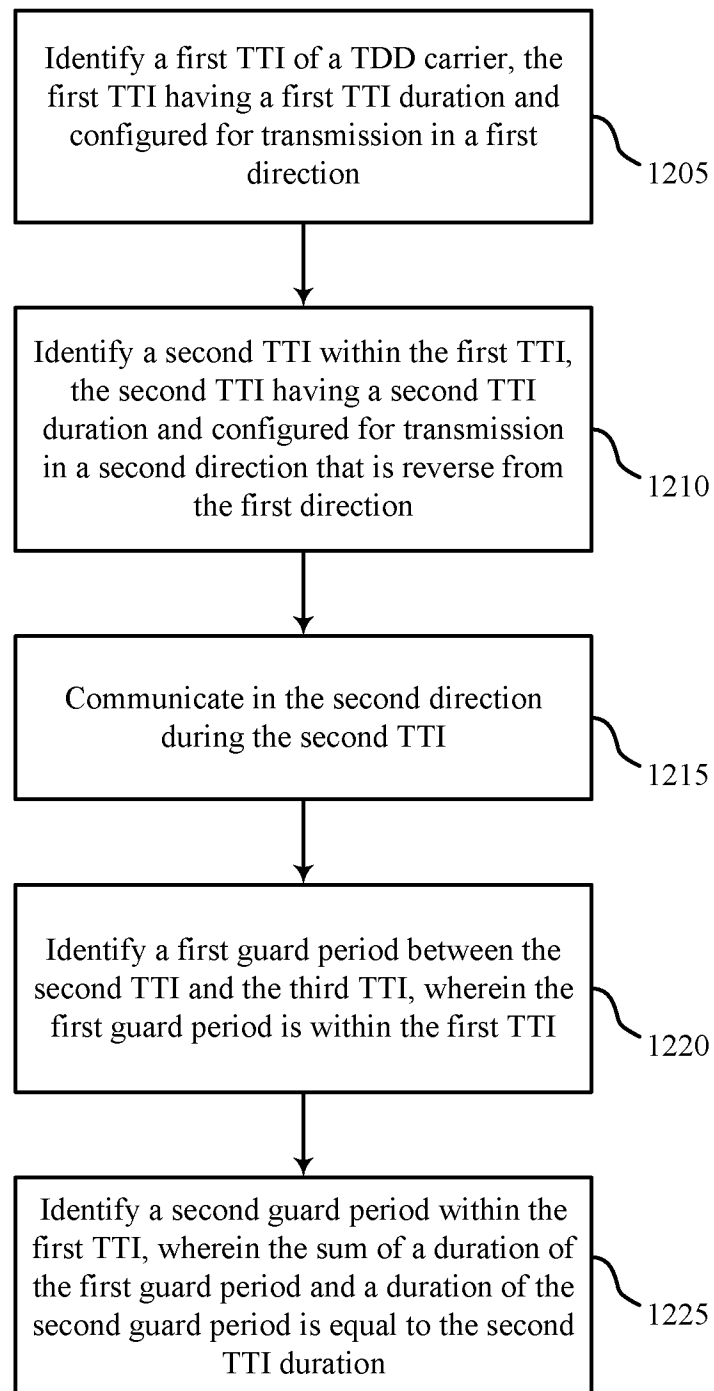 Identify a first TTI of a TDD carrier, the
first TTI having a first TTI duration and
configured for transmission in a first
direction
1205
Identify a second TTI within the first TTI,
the second TTI having a second TTI
duration and configured for transmission
in a second direction that is reverse from
the first direction
1210
Communicate in the second direction
during the second TTI
1215
Identify a first guard period between the
second TTI and the third TTI, wherein the
first guard period is within the first TTI
1220
Identify a second guard period within the
first TTI, wherein the sum of a duration of
the first guard period and a duration of the
second guard period is equal to the second
TTI duration
1225